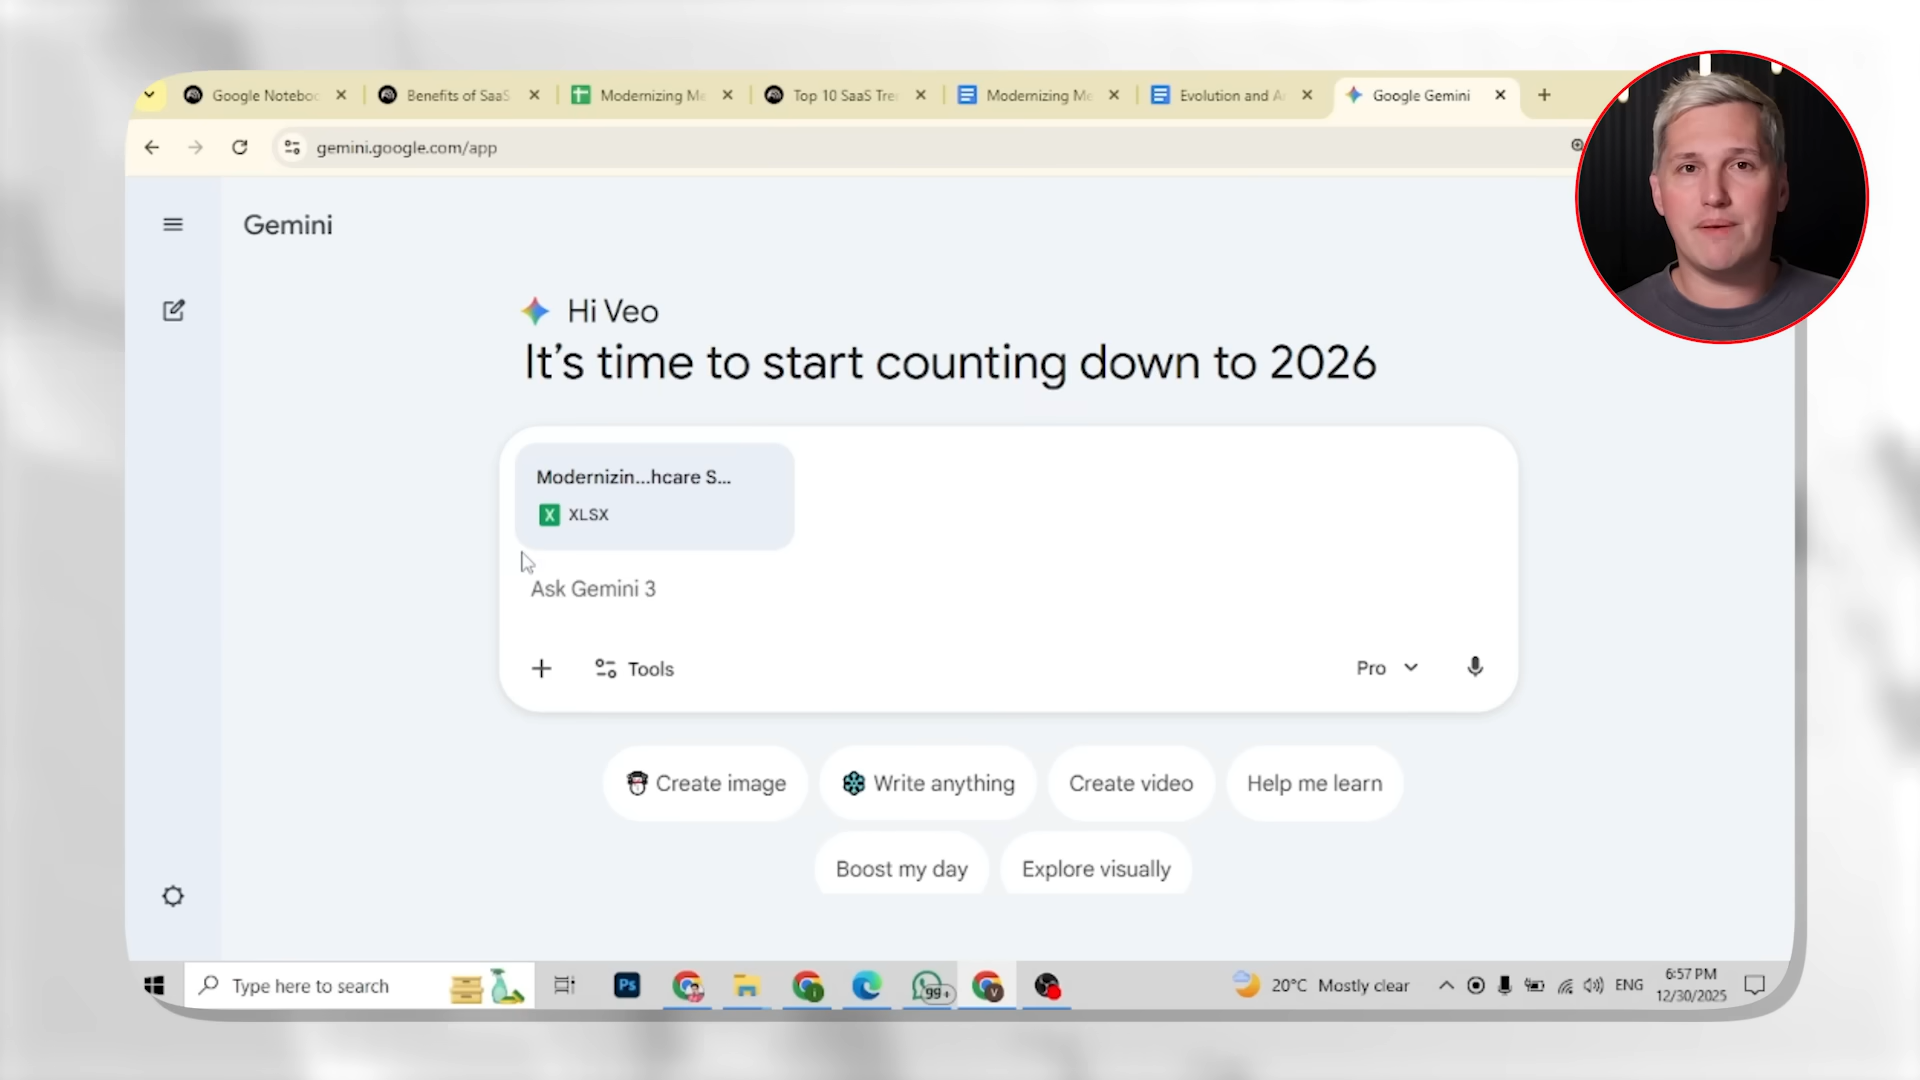 Google Noteboo
Benefits of SaaS
Modernizing Me
Top 10 SaaS Tre
Modernizing Me
Evolution and A
Google Gemini
gemini.google.com/app
Gemini
Hi Veo
It's time to start counting down to 2026
Modernizin...hcare S...
X XLSX
Ask Gemini 3
Tools
Pro
Create image
Write anything
Create video
Help me learn
Boost my day
Explore visually
Type here to search
Ps
99+
V
20°C Mostly clear
ENG
6:57 PM
12/30/2025